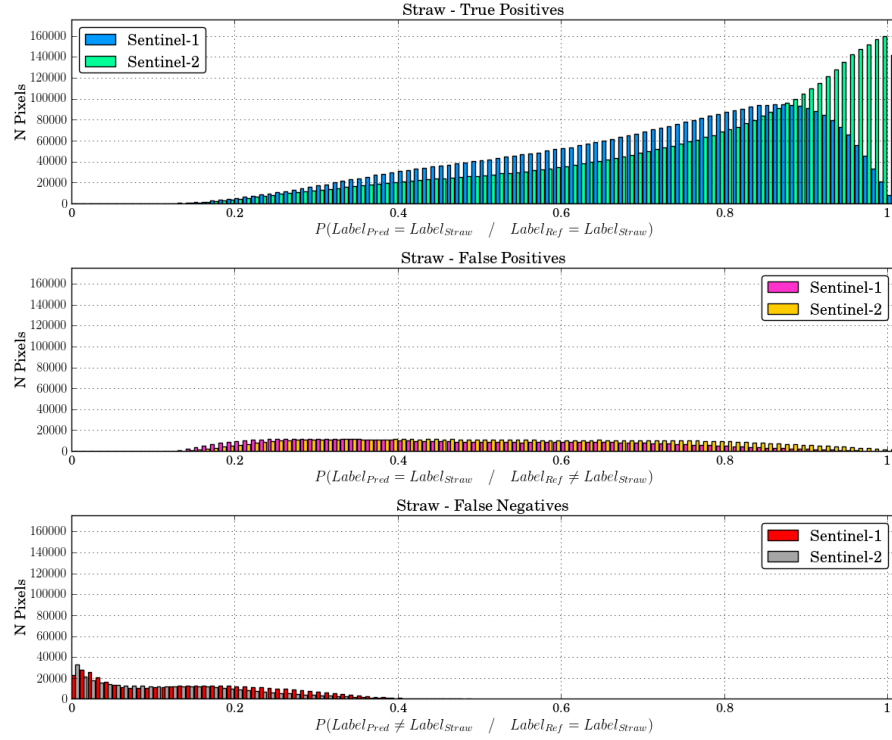 Straw - True Positives
160000
140000
120000
100000
80000
60000
40000
20000
0
N Pixels
Sentinel-1
Sentinel-2
0 0.2 0.4 0.6 0.8 1
P(Label_Pred = Label_Straw / Label_Ref = Label_Straw)
Straw - False Positives
160000
140000
120000
100000
80000
60000
40000
20000
0
N Pixels
Sentinel-1
Sentinel-2
0 0.2 0.4 0.6 0.8 1
P(Label_Pred = Label_Straw / Label_Ref ≠ Label_Straw)
Straw - False Negatives
160000
140000
120000
100000
80000
60000
40000
20000
0
N Pixels
Sentinel-1
Sentinel-2
0 0.2 0.4 0.6 0.8 1
P(Label_Pred ≠ Label_Straw / Label_Ref = Label_Straw)